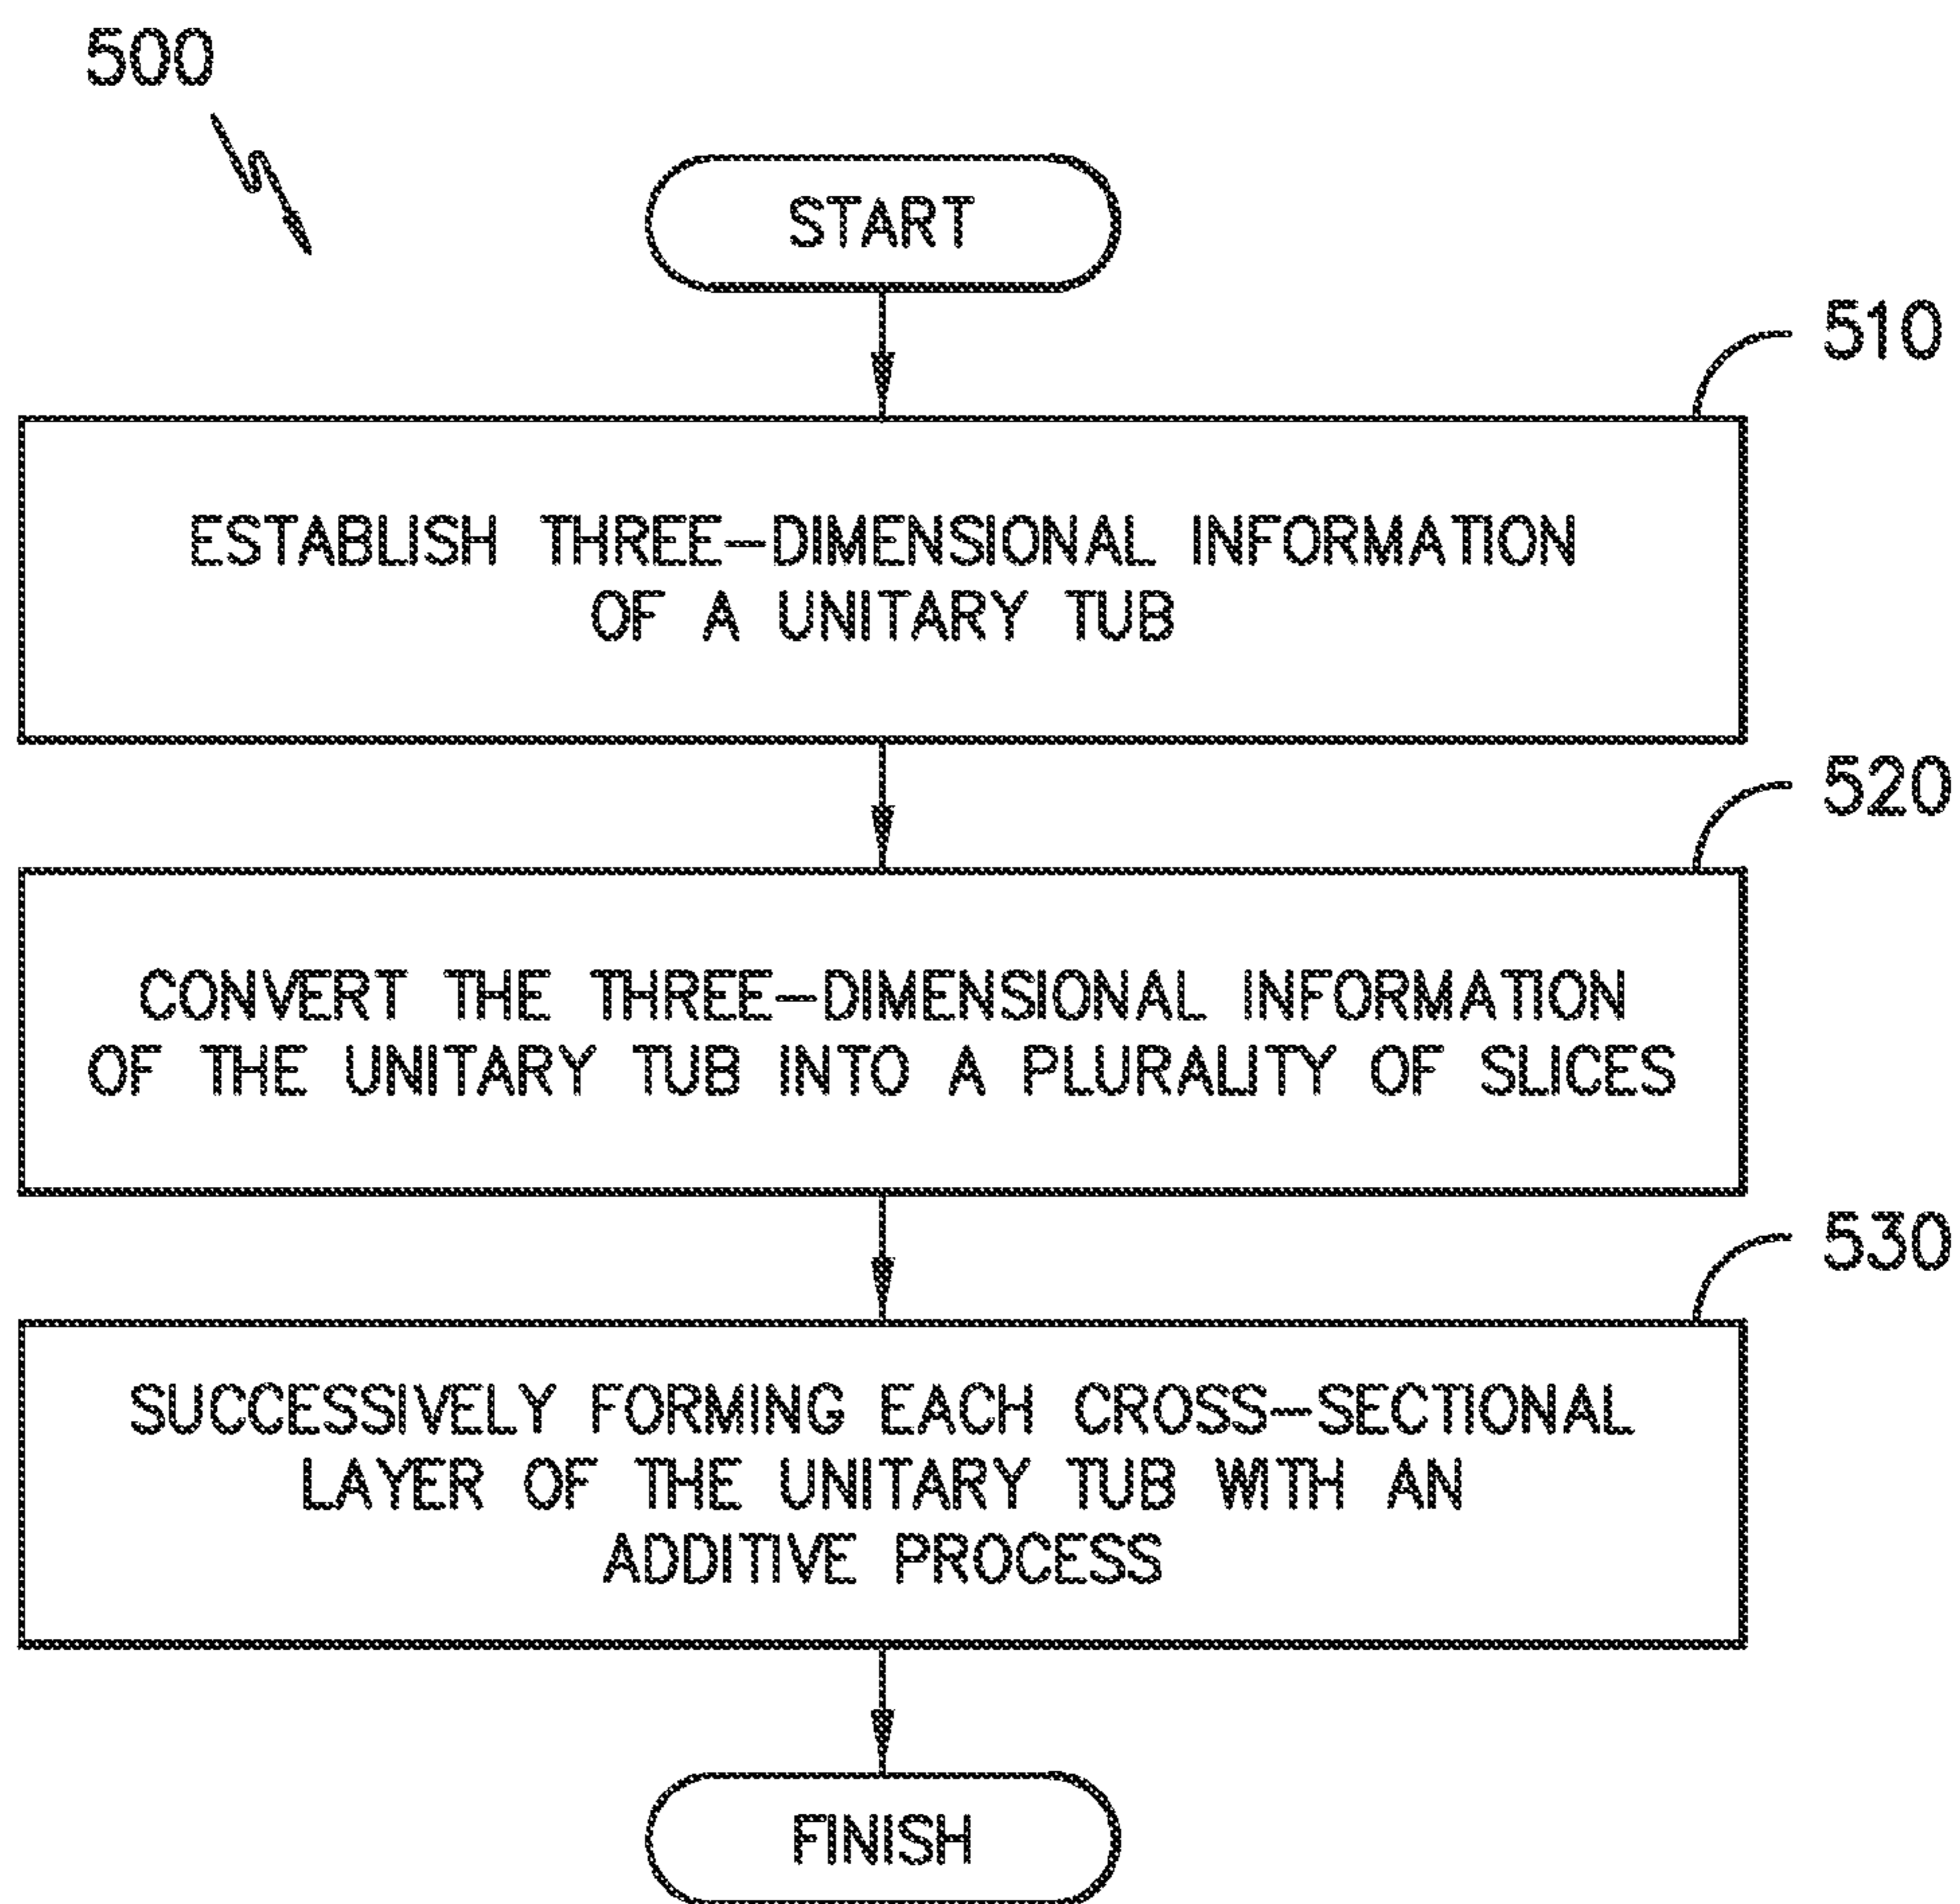 500
START
510
ESTABLISH THREE-DIMENSIONAL INFORMATION
OF A UNITARY TUB
520
CONVERT THE THREE-DIMENSIONAL INFORMATION
OF THE UNITARY TUB INTO A PLURALITY OF SLICES
530
SUCCESSIVELY FORMING EACH CROSS-SECTIONAL
LAYER OF THE UNITARY TUB WITH AN
ADDITIVE PROCESS
FINISH